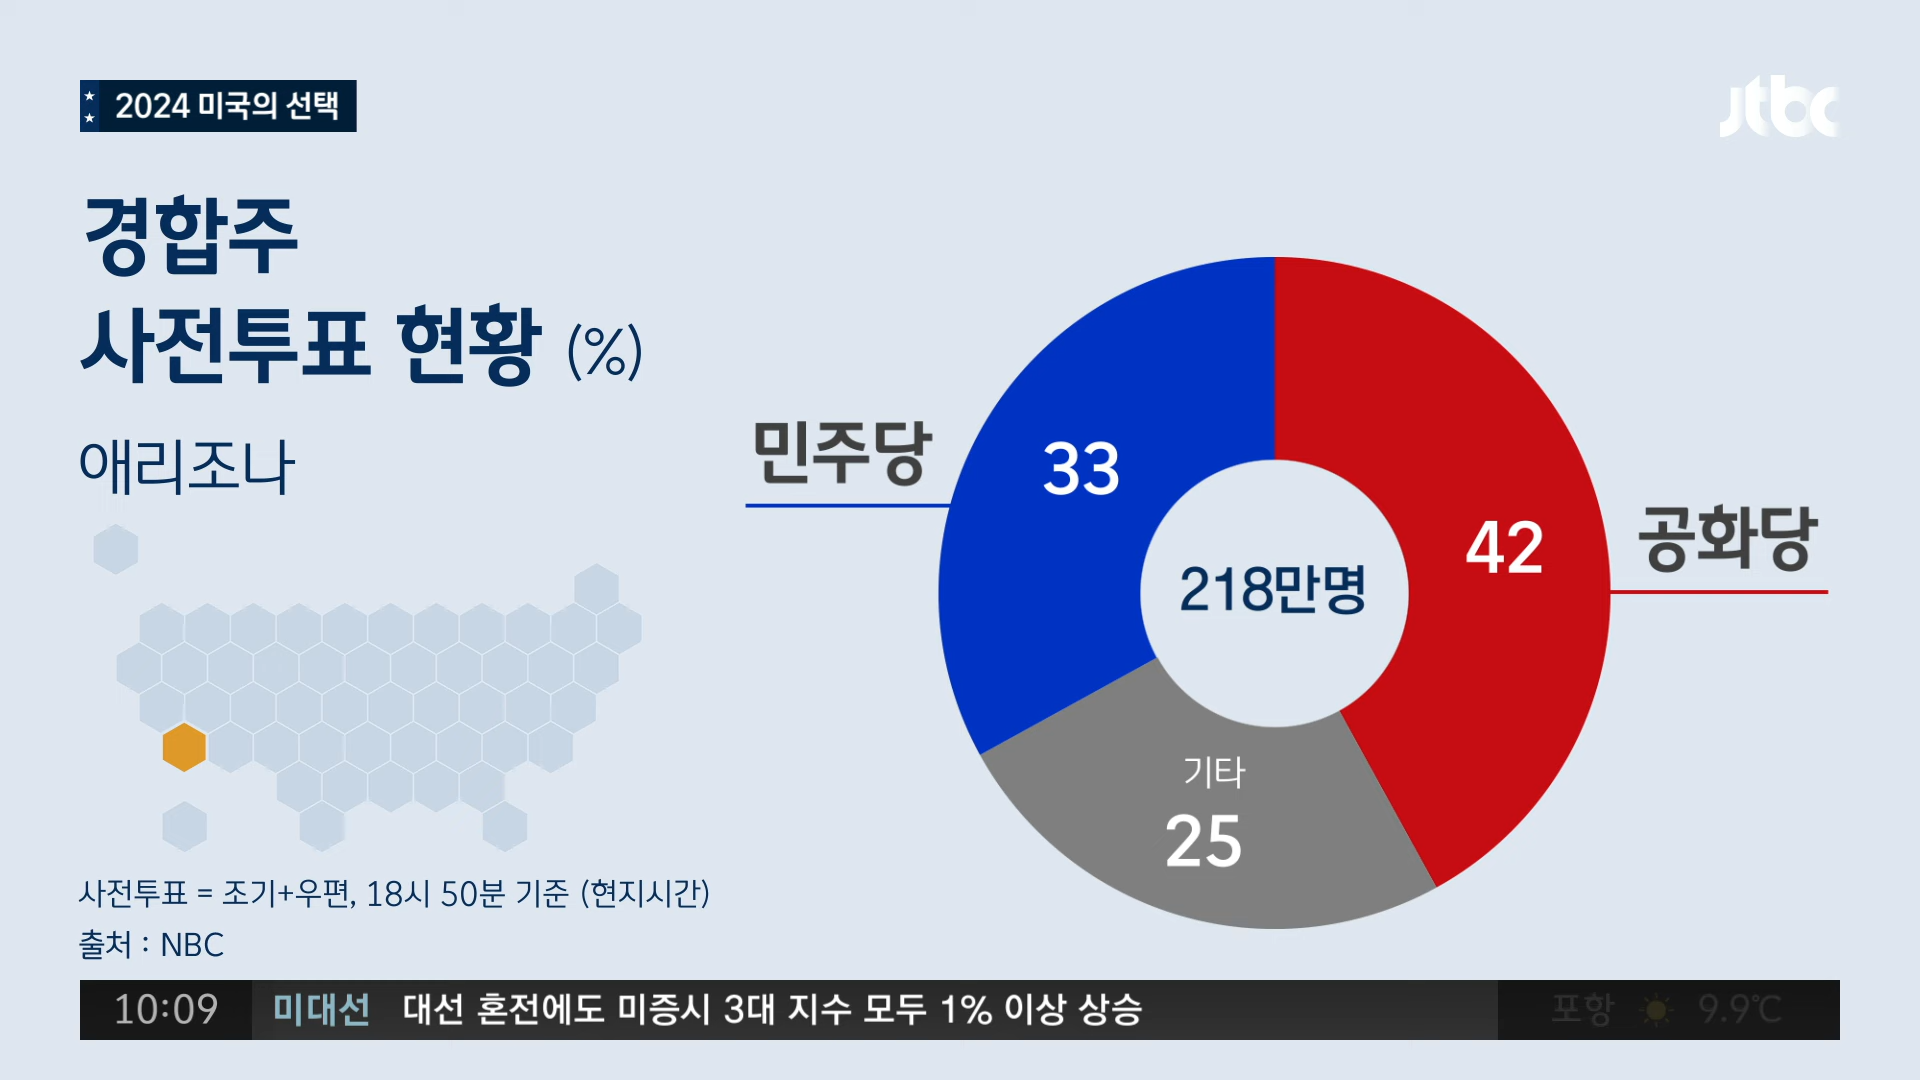 2024 미국의 선택
jtbc
경합주
사전투표 현황 (%)
애리조나
민주당
33
42
공화당
218만명
기타
25
사전투표 = 조기+우편, 18시 50분 기준 (현지시간)
출처 : NBC
10:09 미대선 대선 혼전에도 미증시 3대 지수 모두 1% 이상 상승 포항 9.9℃